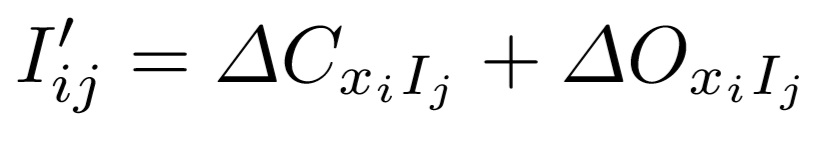 I′_{ij} = ΔC_{x_i I_j} + ΔO_{x_i I_j}